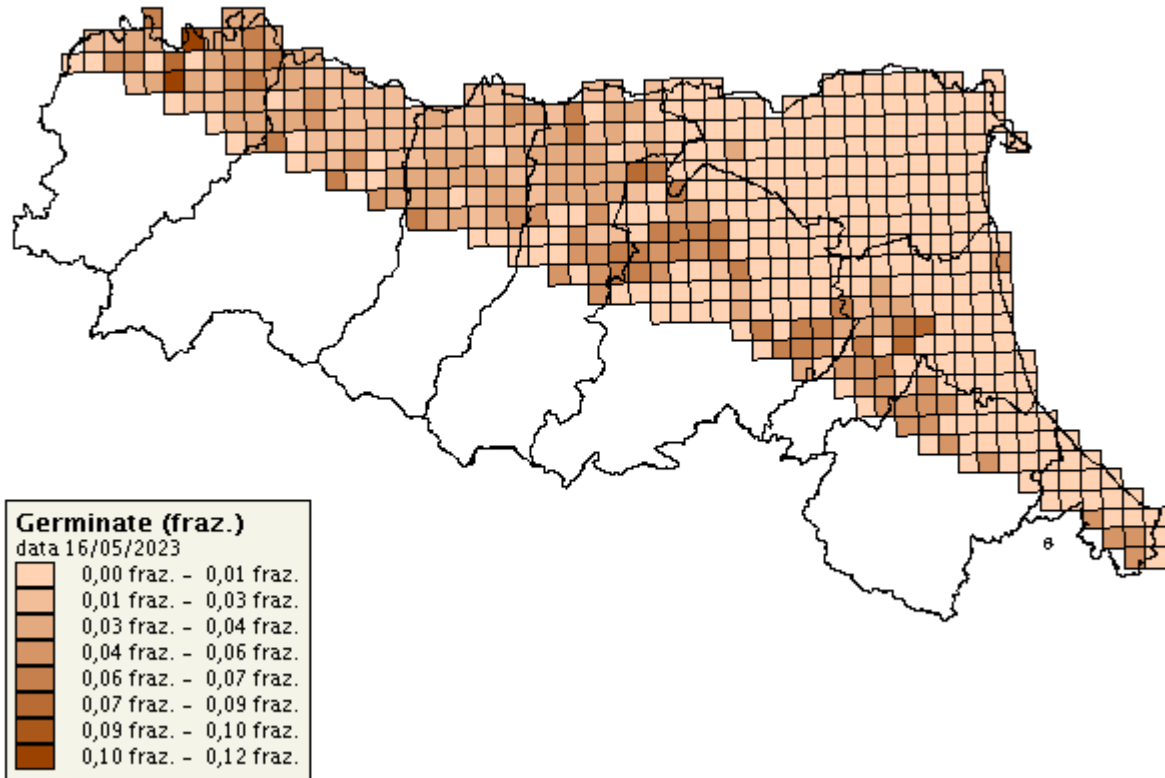 Germinate (fraz.)
data 16/05/2023
0,00 fraz. - 0,01 fraz.
0,01 fraz. - 0,03 fraz.
0,03 fraz. - 0,04 fraz.
0,04 fraz. - 0,06 fraz.
0,06 fraz. - 0,07 fraz.
0,07 fraz. - 0,09 fraz.
0,09 fraz. - 0,10 fraz.
0,10 fraz. - 0,12 fraz.